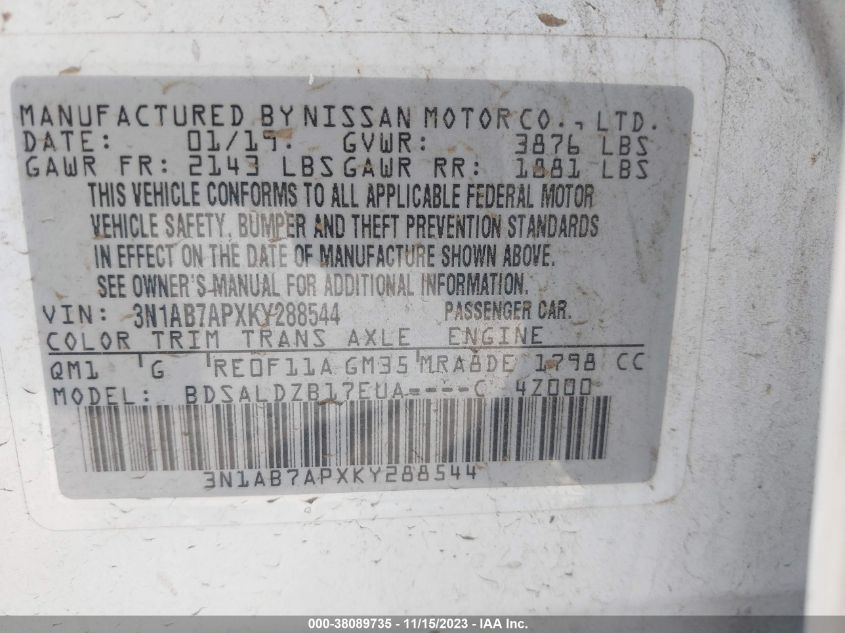 MANUFACTURED BY NISSAN MOTOR CO., LTD.
DATE: 01/19. GVWR: 3876 LBS
GAWR FR: 2143 LBS GAWR RR: 1881 LBS
THIS VEHICLE CONFORMS TO ALL APPLICABLE FEDERAL MOTOR
VEHICLE SAFETY, BUMPER AND THEFT PREVENTION STANDARDS
IN EFFECT ON THE DATE OF MANUFACTURE SHOWN ABOVE.
SEE OWNER'S MANUAL FOR ADDITIONAL INFORMATION.
VIN: 3N1AB7APXKY288544 PASSENGER CAR.
COLOR TRIM TRANS AXLE ENGINE
QM1 G RE0F11A GM35 MRA8DE 1798 CC
MODEL: BDSALDZB17EUA----C 4Z000
3N1AB7APXKY288544
000-38089735 - 11/15/2023 - IAA Inc.